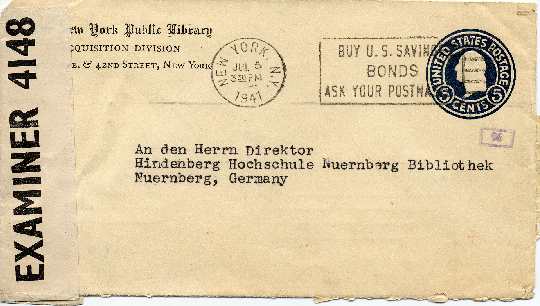 EXAMINER 4148
New York Public Library
ACQUISITION DIVISION
E. & 42ND STREET, NEW YORK
NEW YORK, N.Y.
JUL 5
3 PM
1941
BUY U.S. SAVINGS
BONDS
ASK YOUR POSTMA
UNITED STATES POSTAGE
5 CENTS 5
An den Herrn Direktor
Hindenberg Hochschule Nuernberg Bibliothek
Nuernberg, Germany